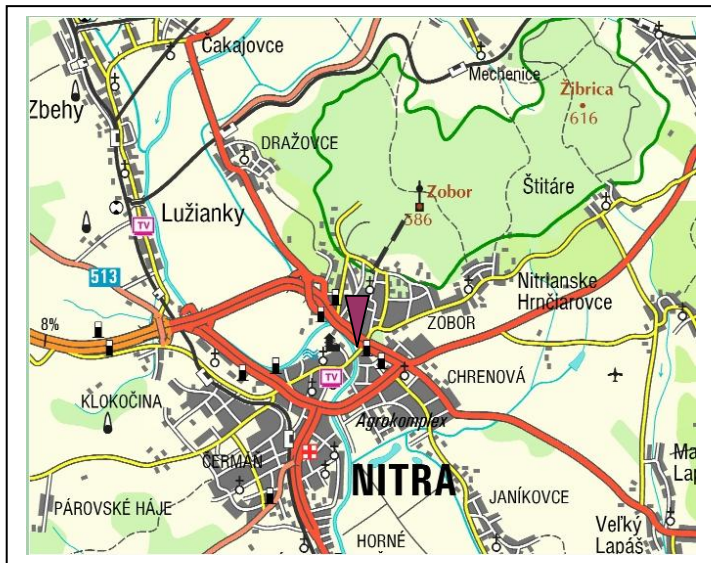 Čakajovce
Mechenice
Zbehy
Žibrica
616
DRAŽOVCE
Zobor
586
Štitáre
Lužianky
TV
513
Nitrianske
Hrnčiarovce
ZOBOR
8%
TV
CHRENOVÁ
KLOKOČINA
Agrokomplex
ČERMÁŇ
NITRA
PÁROVSKÉ HÁJE
JANÍKOVCE
HORNÉ
Veľký
Lapáš